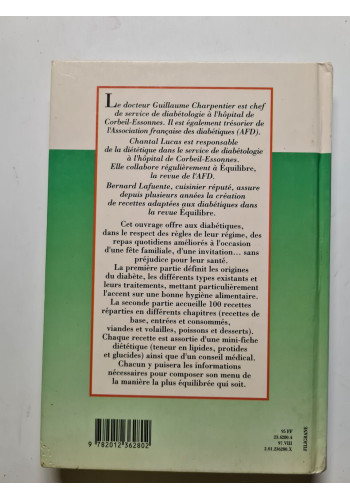 Le docteur Guillaume Charpentier est chef
de service de diabétologie à l'hôpital de
Corbeil-Essonnes. Il est également trésorier de
l'Association française des diabétiques (AFD).
Chantal Lucas est responsable
de la diététique dans le service de diabétologie
à l'hôpital de Corbeil-Essonnes.
Elle collabore régulièrement à Équilibre,
la revue de l'AFD.
Bernard Lafuente, cuisinier réputé, assure
depuis plusieurs années la création
de recettes adaptées aux diabétiques dans
la revue Équilibre.
Cet ouvrage offre aux diabétiques,
dans le respect des règles de leur régime, des
repas quotidiens améliorés à l'occasion
d'une fête familiale, d'une invitation... sans
préjudice pour leur santé.
La première partie définit les origines
du diabète, les différents types existants et
leurs traitements, mettant particulièrement
l'accent sur une bonne hygiène alimentaire.
La seconde partie accueille 100 recettes
réparties en différents chapitres (recettes de
base, entrées et consommés,
viandes et volailles, poissons et desserts).
Chaque recette est assortie d'une mini-fiche
diététique (teneur en lipides, protides
et glucides) ainsi que d'un conseil médical.
Chacun y puisera les informations
nécessaires pour composer son menu de
la manière la plus équilibrée qui soit.
9 782012 362802